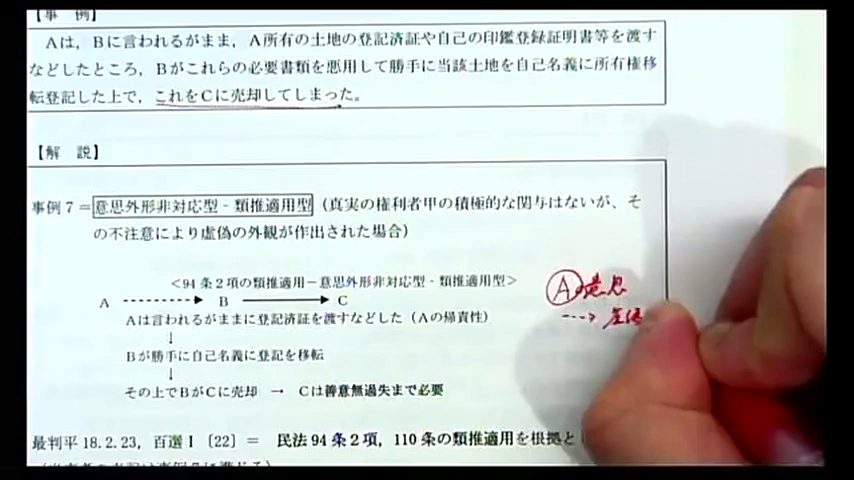 【事 例】
Aは，Bに言われるがまま，A所有の土地の登記済証や自己の印鑑登録証明書等を渡す
などしたところ，Bがこれらの必要書類を悪用して勝手に当該土地を自己名義に所有権移
転登記した上で，これをCに売却してしまった。
【解 説】
事例7＝意思外形非対応型‐類推適用型（真実の権利者甲の積極的な関与はないが、そ
の不注意により虚偽の外観が作出された場合）
＜94条2項の類推適用－意思外形非対応型‐類推適用型＞
A B C
Aの意思
Aは言われるがままに登記済証を渡すなどした（Aの帰責性）
↓
Bが勝手に自己名義に登記を移転
↓
その上でBがCに売却 → Cは善意無過失まで必要
最判平18.2.23，百選Ⅰ〔22〕＝ 民法94条2項，110条の類推適用を根拠と